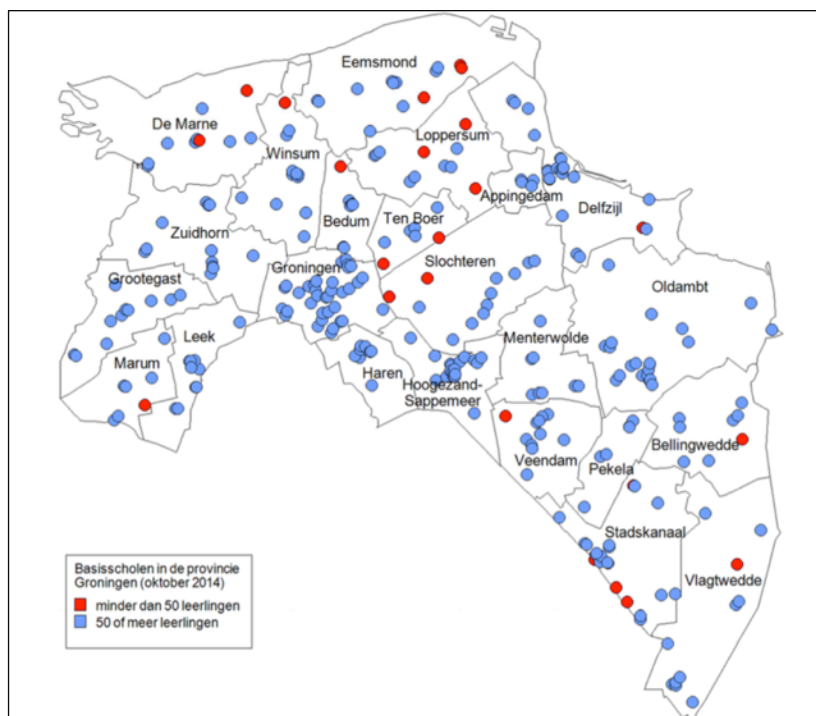 Eemsmond
De Marne
Loppersum
Winsum
Appingedam
Bedum
Ten Boer
Delfzijl
Zuidhorn
Slochteren
Groningen
Grootegast
Oldambt
Leek
Menterwolde
Marum
Haren
Hoogezand-
Sappemeer
Bellingwedde
Veendam
Pekela
Stadskanaal
Vlagtwedde
Basisscholen in de provincie
Groningen (oktober 2014)
minder dan 50 leerlingen
50 of meer leerlingen